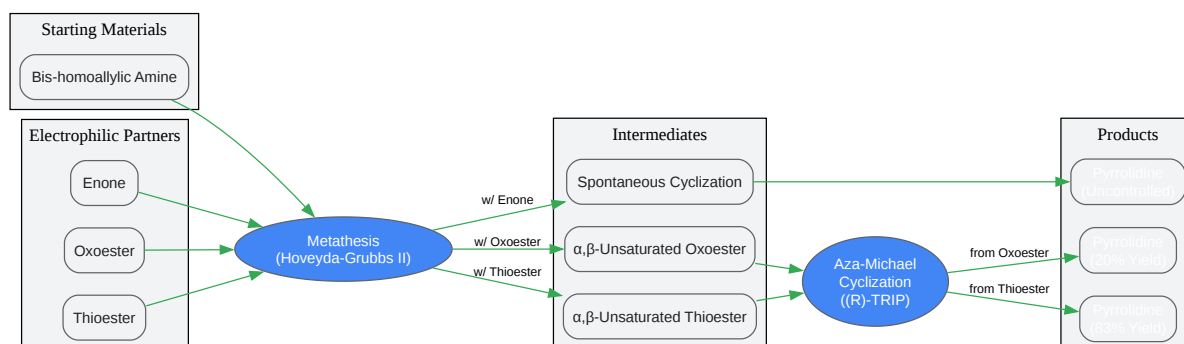 Starting Materials
Bis-homoallylic Amine
Electrophilic Partners
Enone
Oxoester
Thioester
Metathesis
(Hoveyda-Grubbs II)
w/ Enone
w/ Oxoester
w/ Thioester
Intermediates
Spontaneous Cyclization
α,β-Unsaturated Oxoester
α,β-Unsaturated Thioester
Aza-Michael
Cyclization
((R)-TRIP)
from Oxoester
from Thioester
Products
Pyrrolidine
(Uncontrolled)
Pyrrolidine
(20% Yield)
Pyrrolidine
(83% Yield)